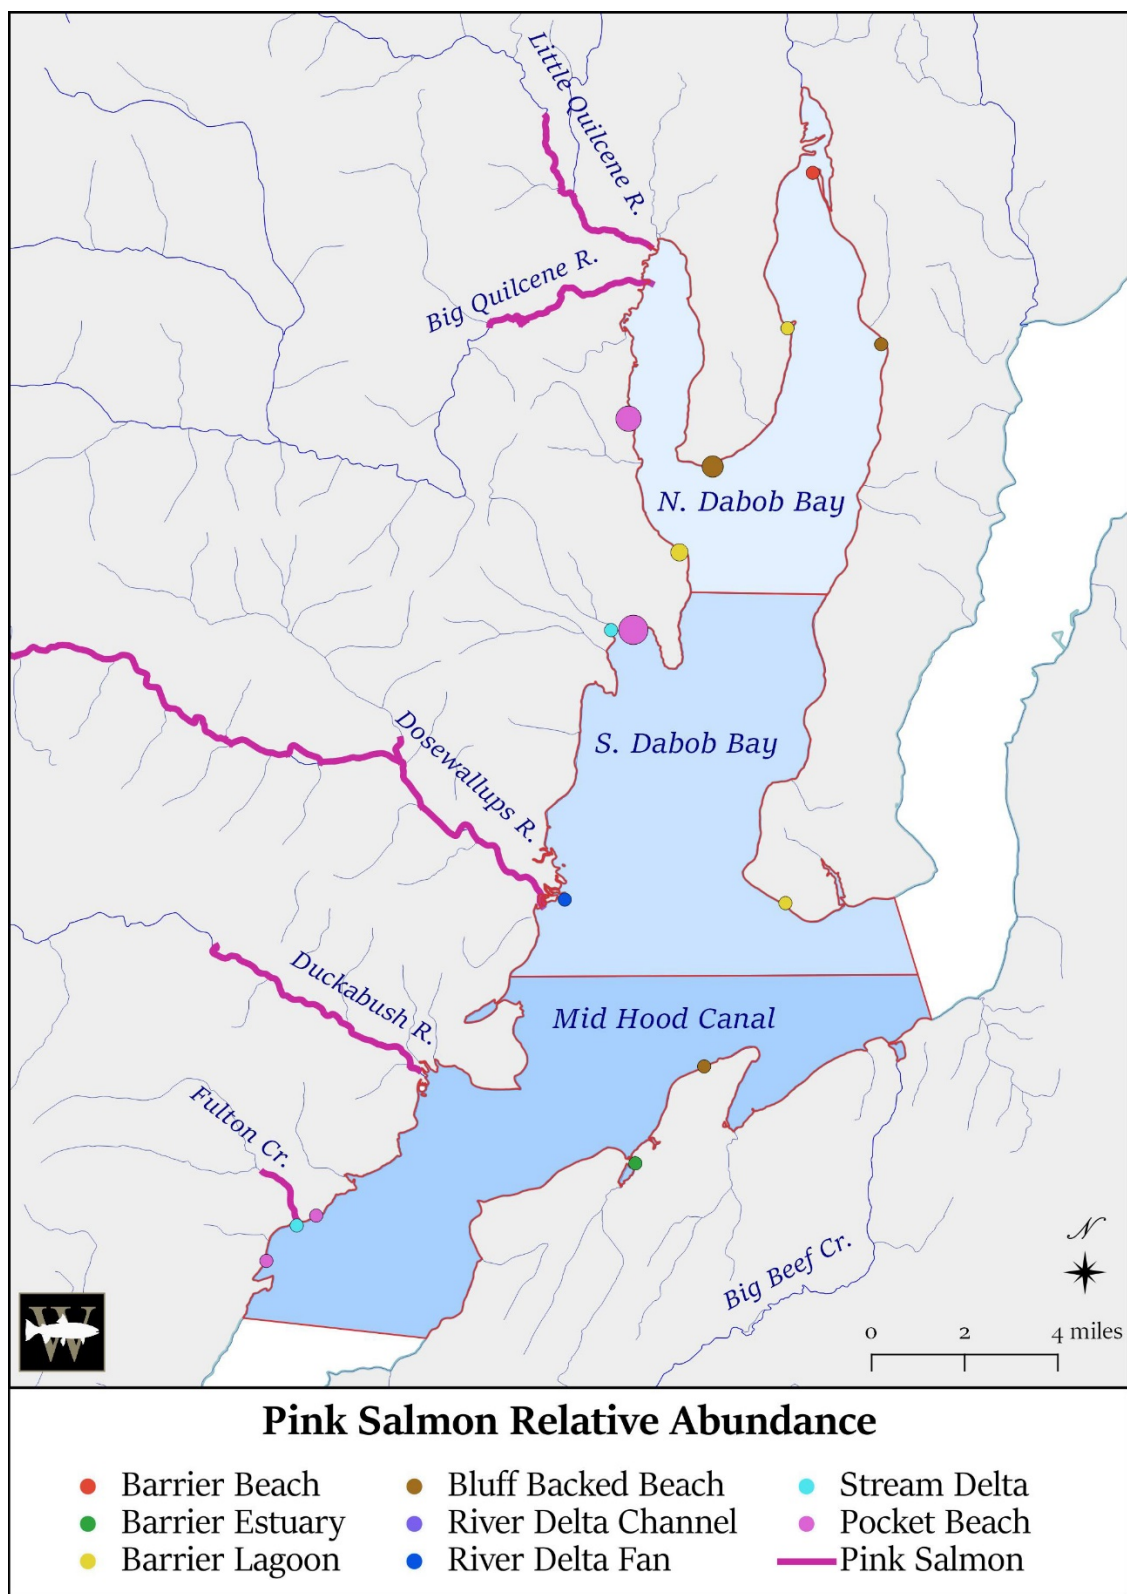 Little Quilcene R.
Big Quilcene R.
N. Dabob Bay
S. Dabob Bay
Dosewallups R.
Duckabush R.
Mid Hood Canal
Fulton Cr.
Big Beef Cr.
N
W
0 2 4 miles
Pink Salmon Relative Abundance
Barrier Beach Bluff Backed Beach Stream Delta
Barrier Estuary River Delta Channel Pocket Beach
Barrier Lagoon River Delta Fan Pink Salmon